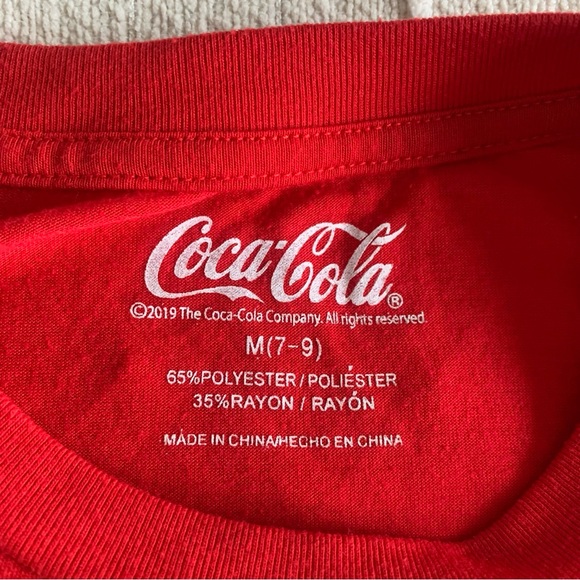 Coca-Cola®
©2019 The Coca-Cola Company. All rights reserved.
M(7-9)
65%POLYESTER/POLIÉSTER
35%RAYON / RAYÓN
MADE IN CHINA/HECHO EN CHINA